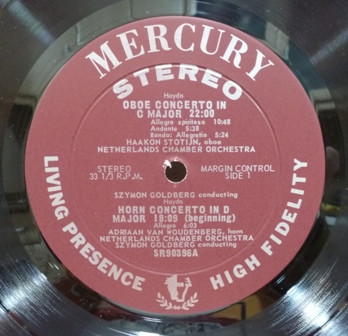 MERCURY
STEREO
Haydn
OBOE CONCERTO IN
C MAJOR 22:00
Allegro spiritoso 10:48
Andante 5:38
Rondo: Allegretto 5:24
HAAKON STOTIJN, oboe
NETHERLANDS CHAMBER ORCHESTRA
STEREO
33 1/3 R.P.M.
MARGIN CONTROL
SIDE 1
SZYMON GOLDBERG conducting
Haydn
HORN CONCERTO IN D
MAJOR 16:09 (beginning)
Allegro 6:03
ADRIAAN VAN WOUDENBERG, horn
NETHERLANDS CHAMBER ORCHESTRA
SZYMON GOLDBERG conducting
SR90396A
LIVING PRESENCE
HIGH FIDELITY